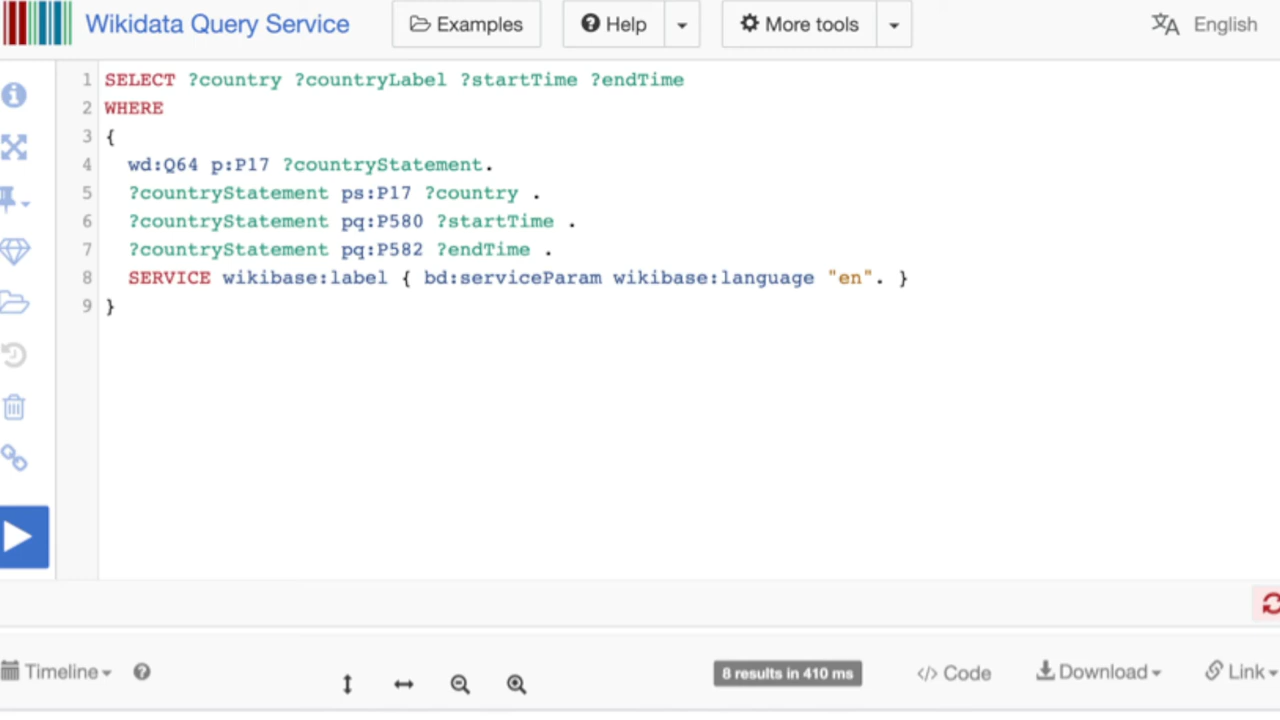 Wikidata Query Service Examples Help More tools English
1 SELECT ?country ?countryLabel ?startTime ?endTime
2 WHERE
3 {
4 wd:Q64 p:P17 ?countryStatement.
5 ?countryStatement ps:P17 ?country .
6 ?countryStatement pq:P580 ?startTime .
7 ?countryStatement pq:P582 ?endTime .
8 SERVICE wikibase:label { bd:serviceParam wikibase:language "en". }
9 }
Timeline 8 results in 410 ms </> Code Download Link